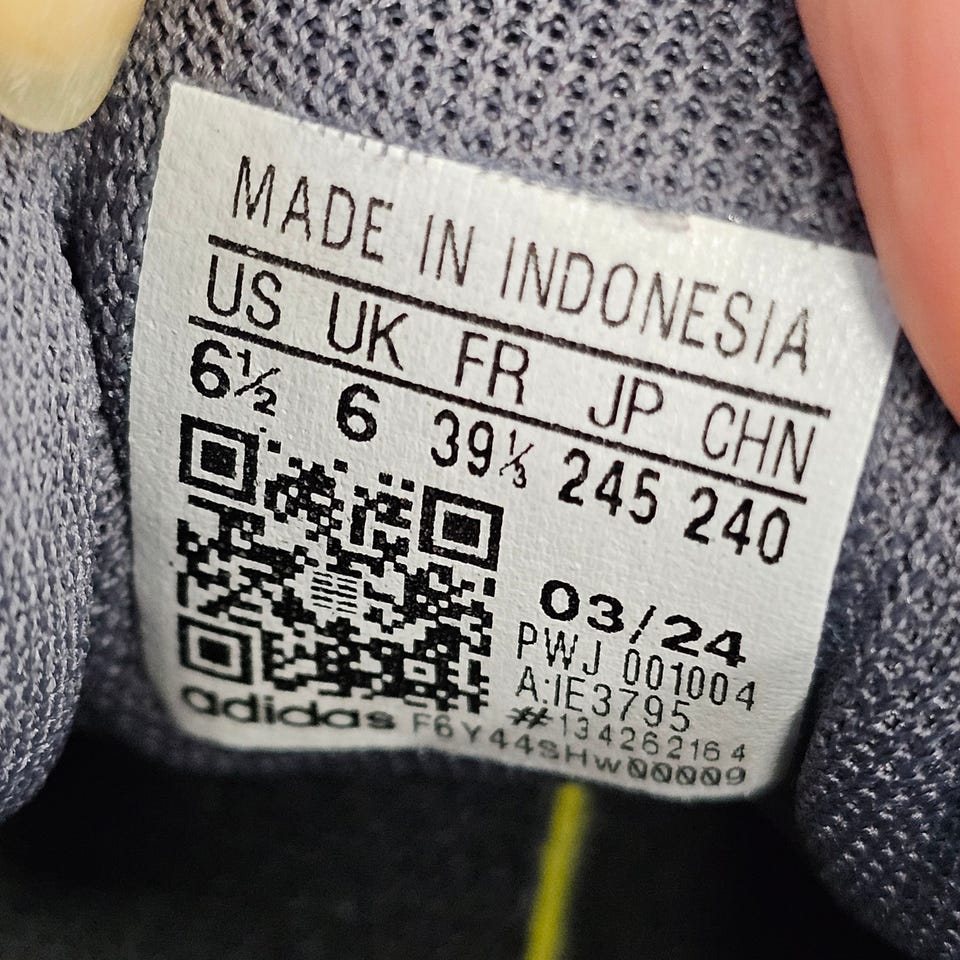 MADE IN INDONESIA
US UK FR JP CHN
6½ 6 39⅓ 245 240
03/24
PWJ 001004
A:IE3795
#134262164
adidas F6Y44SHW00009